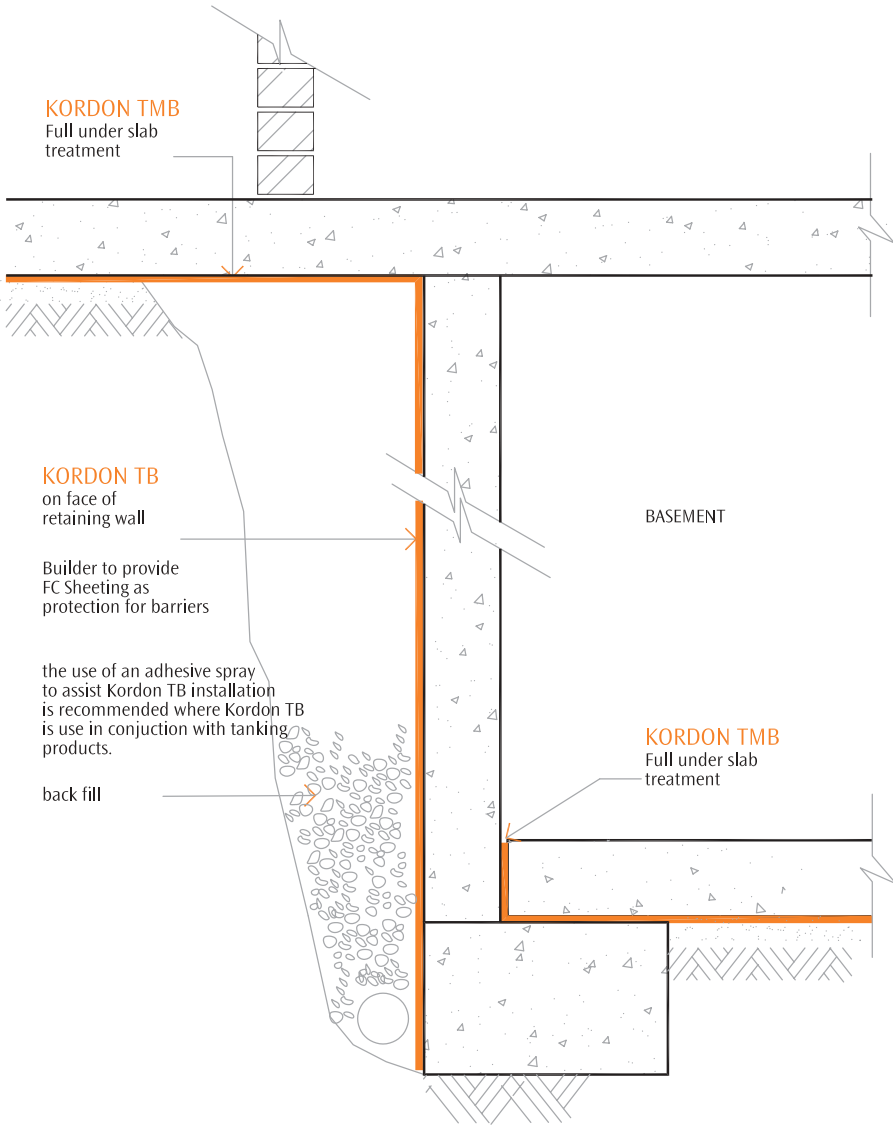 KORDON TMB
Full under slab
treatment
KORDON TB
on face of
retaining wall
Builder to provide
FC Sheeting as
protection for barriers
the use of an adhesive spray
to assist Kordon TB installation
is recommended where Kordon TB
is use in conjuction with tanking
products.
back fill
BASEMENT
KORDON TMB
Full under slab
treatment